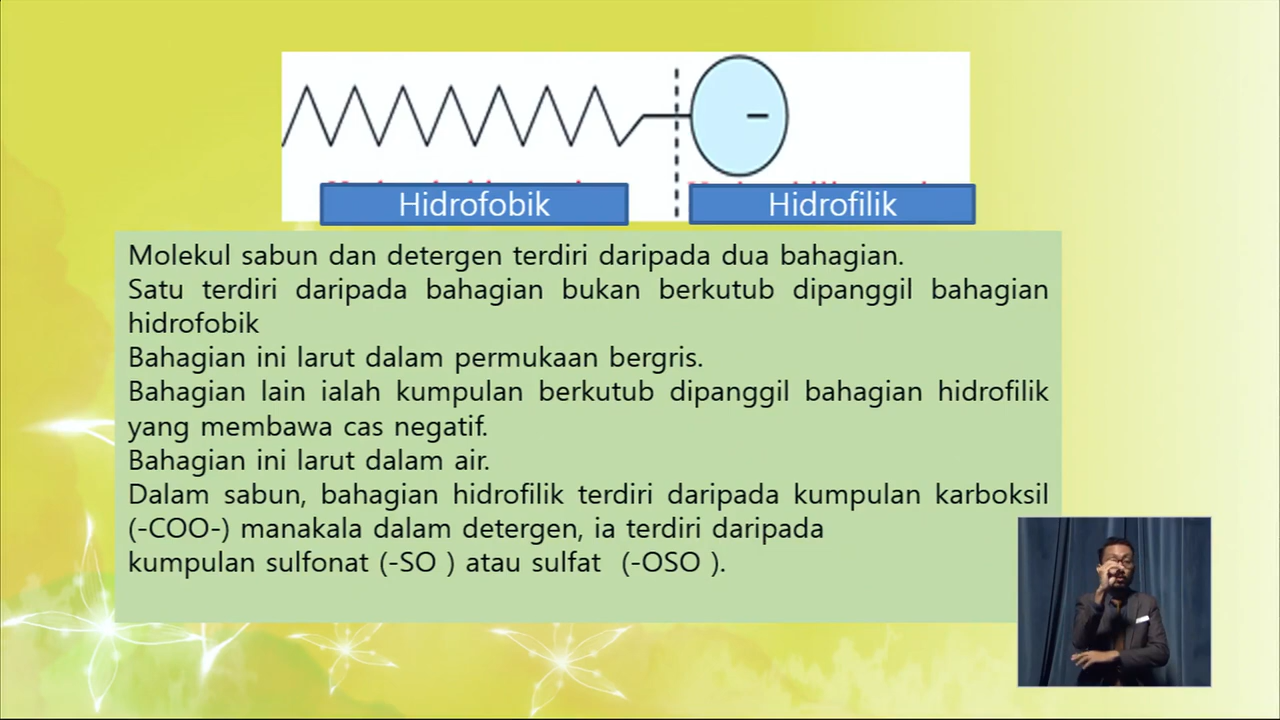 Hidrofobik
Hidrofilik
Molekul sabun dan detergen terdiri daripada dua bahagian.
Satu terdiri daripada bahagian bukan berkutub dipanggil bahagian
hidrofobik
Bahagian ini larut dalam permukaan bergris.
Bahagian lain ialah kumpulan berkutub dipanggil bahagian hidrofilik
yang membawa cas negatif.
Bahagian ini larut dalam air.
Dalam sabun, bahagian hidrofilik terdiri daripada kumpulan karboksil
(-COO-) manakala dalam detergen, ia terdiri daripada
kumpulan sulfonat (-SO ) atau sulfat (-OSO ).